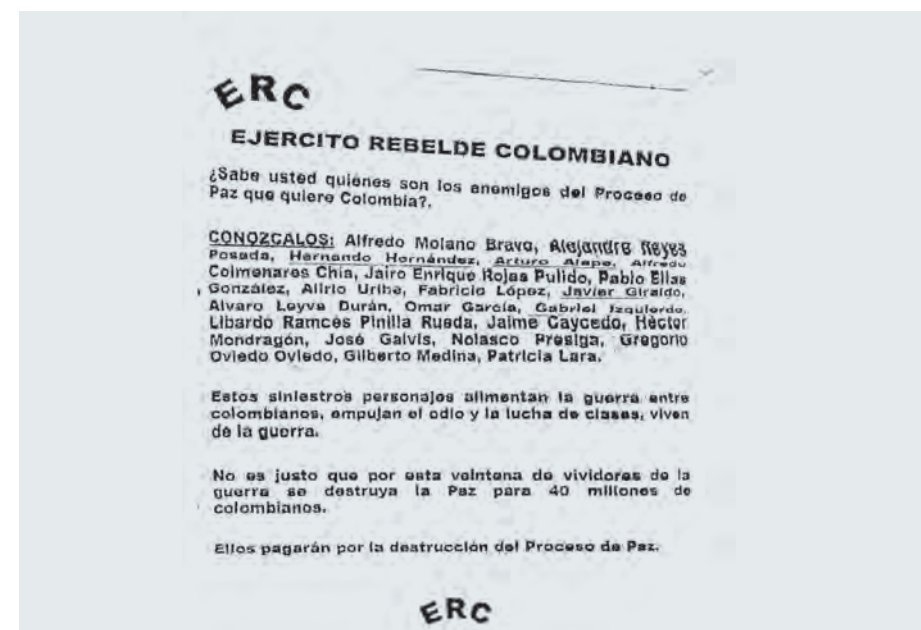 ERC
EJERCITO REBELDE COLOMBIANO
¿Sabe usted quiénes son los enemigos del Proceso de
Paz que quiere Colombia?.
CONOZCALOS: Alfredo Molano Bravo, Alejandro Reyes
Posada, Hernando Hernández, Arturo Alape, Alfredo
Colmenares Chía, Jairo Enrique Rojas Pulido, Pablo Elías
González, Alirio Uribe, Fabricio López, Javier Giraldo,
Alvaro Leyva Durán, Omar García, Gabriel Izquierdo,
Libardo Ramces Pinilla Rueda, Jaime Caycedo, Héctor
Mondragón, José Galvis, Nolasco Presiga, Gregorio
Oviedo Oviedo, Gilberto Medina, Patricia Lara.
Estos siniestros personajes alimentan la guerra entre
colombianos, empujan el odio y la lucha de clases, viven
de la guerra.
No es justo que por esta veintena de vividores de la
guerra se destruya la Paz para 40 millones de
colombianos.
Ellos pagarán por la destrucción del Proceso de Paz.
ERC